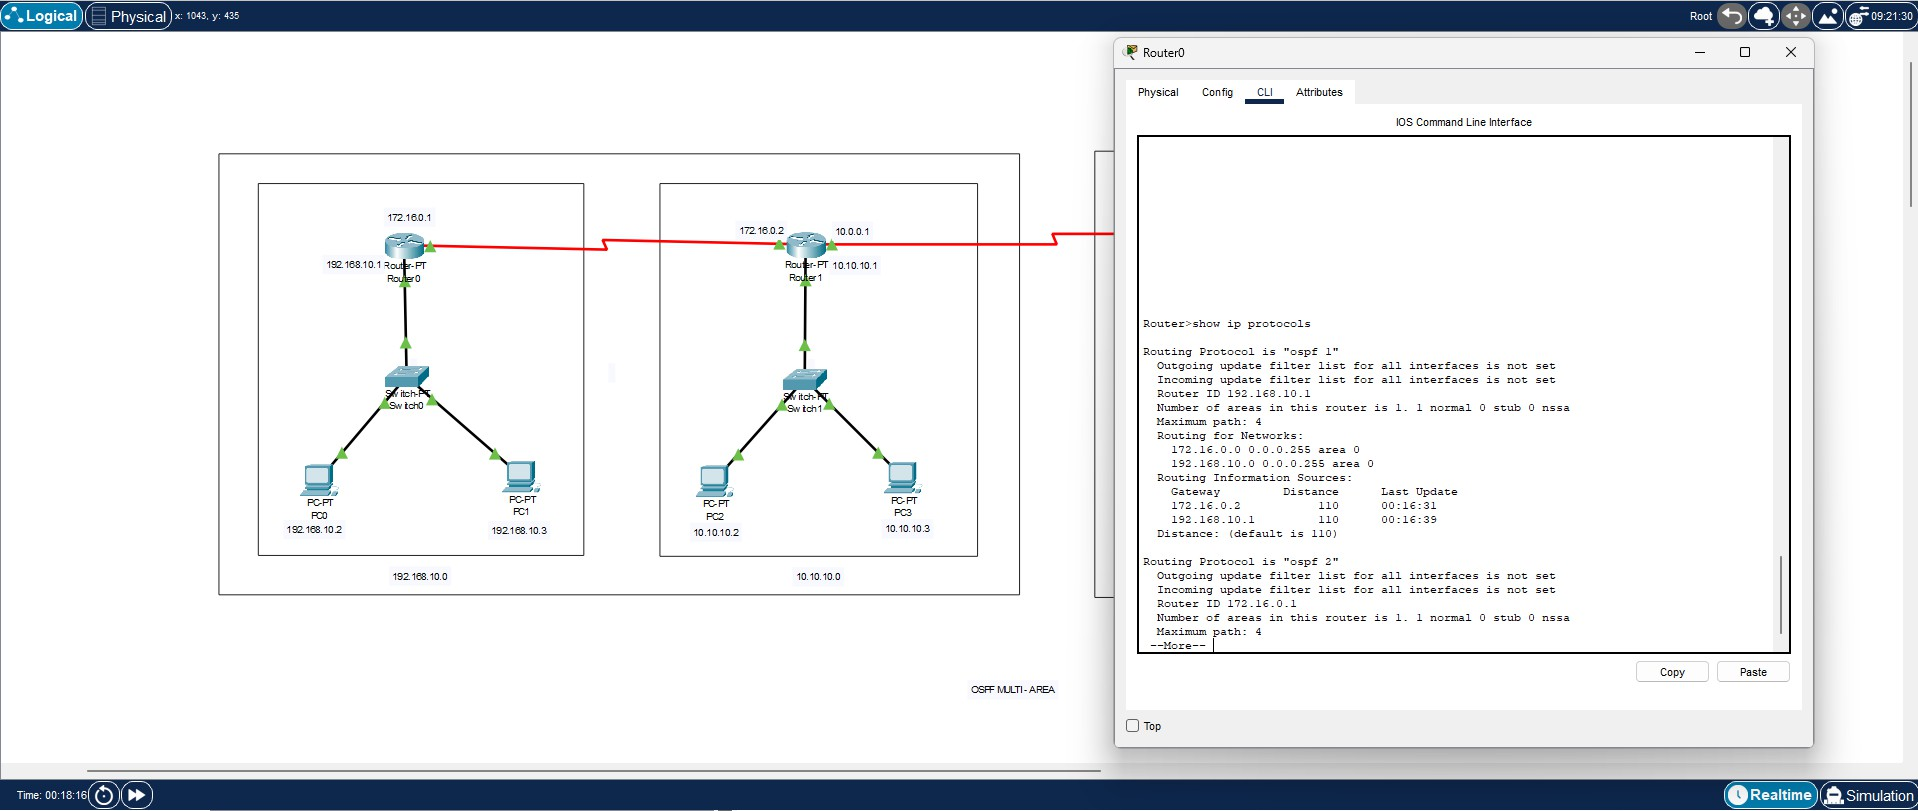 Logical
Physical
x: 1043, y: 435
Root
09:21:30
Router0
Physical
Config
CLI
Attributes
IOS Command Line Interface
172.16.0.1
192.168.10.1
Router-PT
Router0
Switch-PT
Switch0
PC-PT
PC0
192.168.10.2
PC-PT
PC1
192.168.10.3
192.168.10.0
172.16.0.2
10.0.0.1
Router-PT
Router1
10.10.10.1
Switch-PT
Switch1
PC-PT
PC2
10.10.10.2
PC-PT
PC3
10.10.10.3
10.10.10.0
OSPF MULTI - AREA
Router>show ip protocols
Routing Protocol is "ospf 1"
Outgoing update filter list for all interfaces is not set
Incoming update filter list for all interfaces is not set
Router ID 192.168.10.1
Number of areas in this router is 1. 1 normal 0 stub 0 nssa
Maximum path: 4
Routing for Networks:
172.16.0.0 0.0.0.255 area 0
192.168.10.0 0.0.0.255 area 0
Routing Information Sources:
Gateway Distance Last Update
172.16.0.2 110 00:16:31
192.168.10.1 110 00:16:39
Distance: (default is 110)
Routing Protocol is "ospf 2"
Outgoing update filter list for all interfaces is not set
Incoming update filter list for all interfaces is not set
Router ID 172.16.0.1
Number of areas in this router is 1. 1 normal 0 stub 0 nssa
Maximum path: 4
--More--
Copy
Paste
Top
Time: 00:18:16
Realtime
Simulation